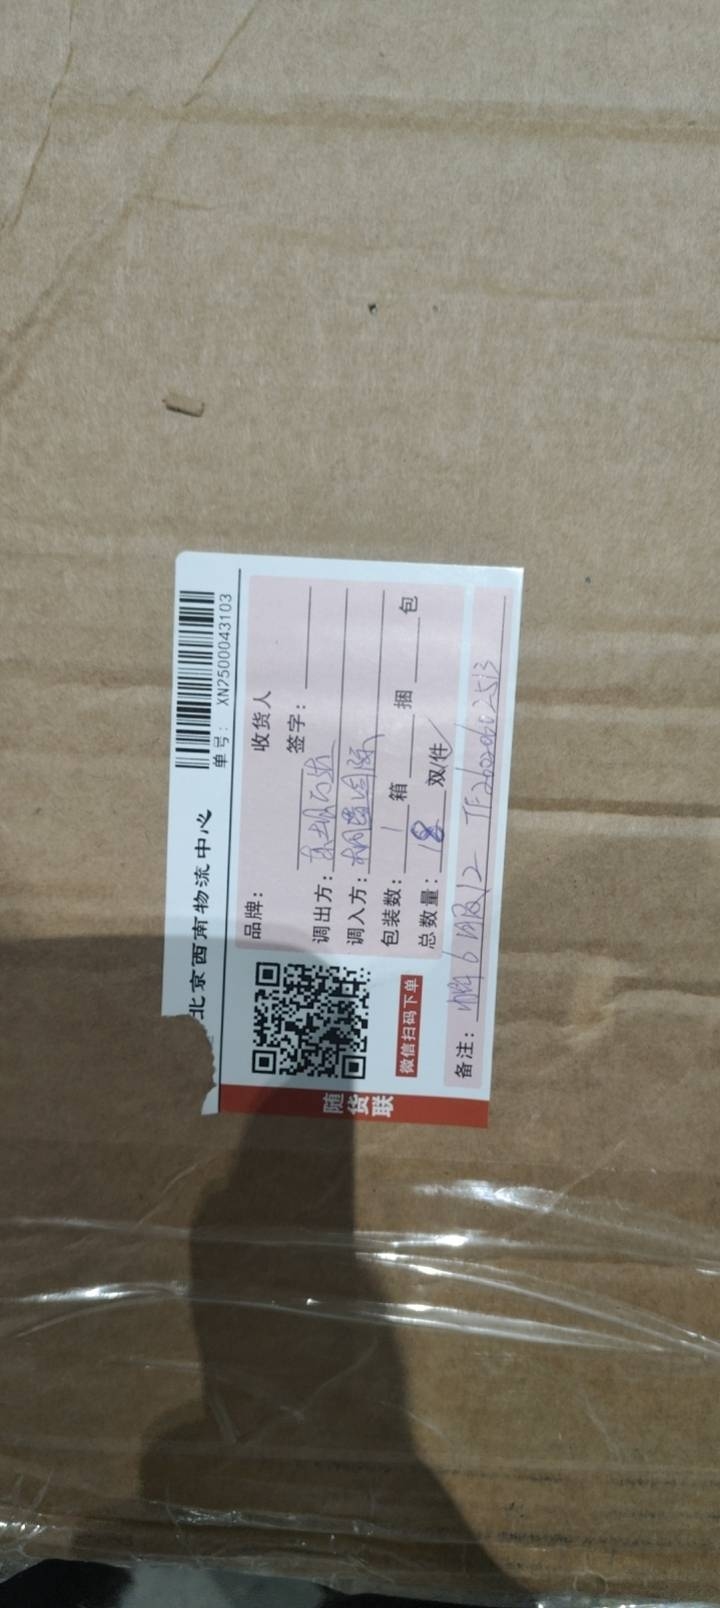 北京西南物流中心
单号: XN2500043103
品牌:
收货人
签字:
调出方:
调入方:
包装数: 1 箱 捆 包
总数量: 18 双/件
微信扫码下单
备注: 6 12
随货联